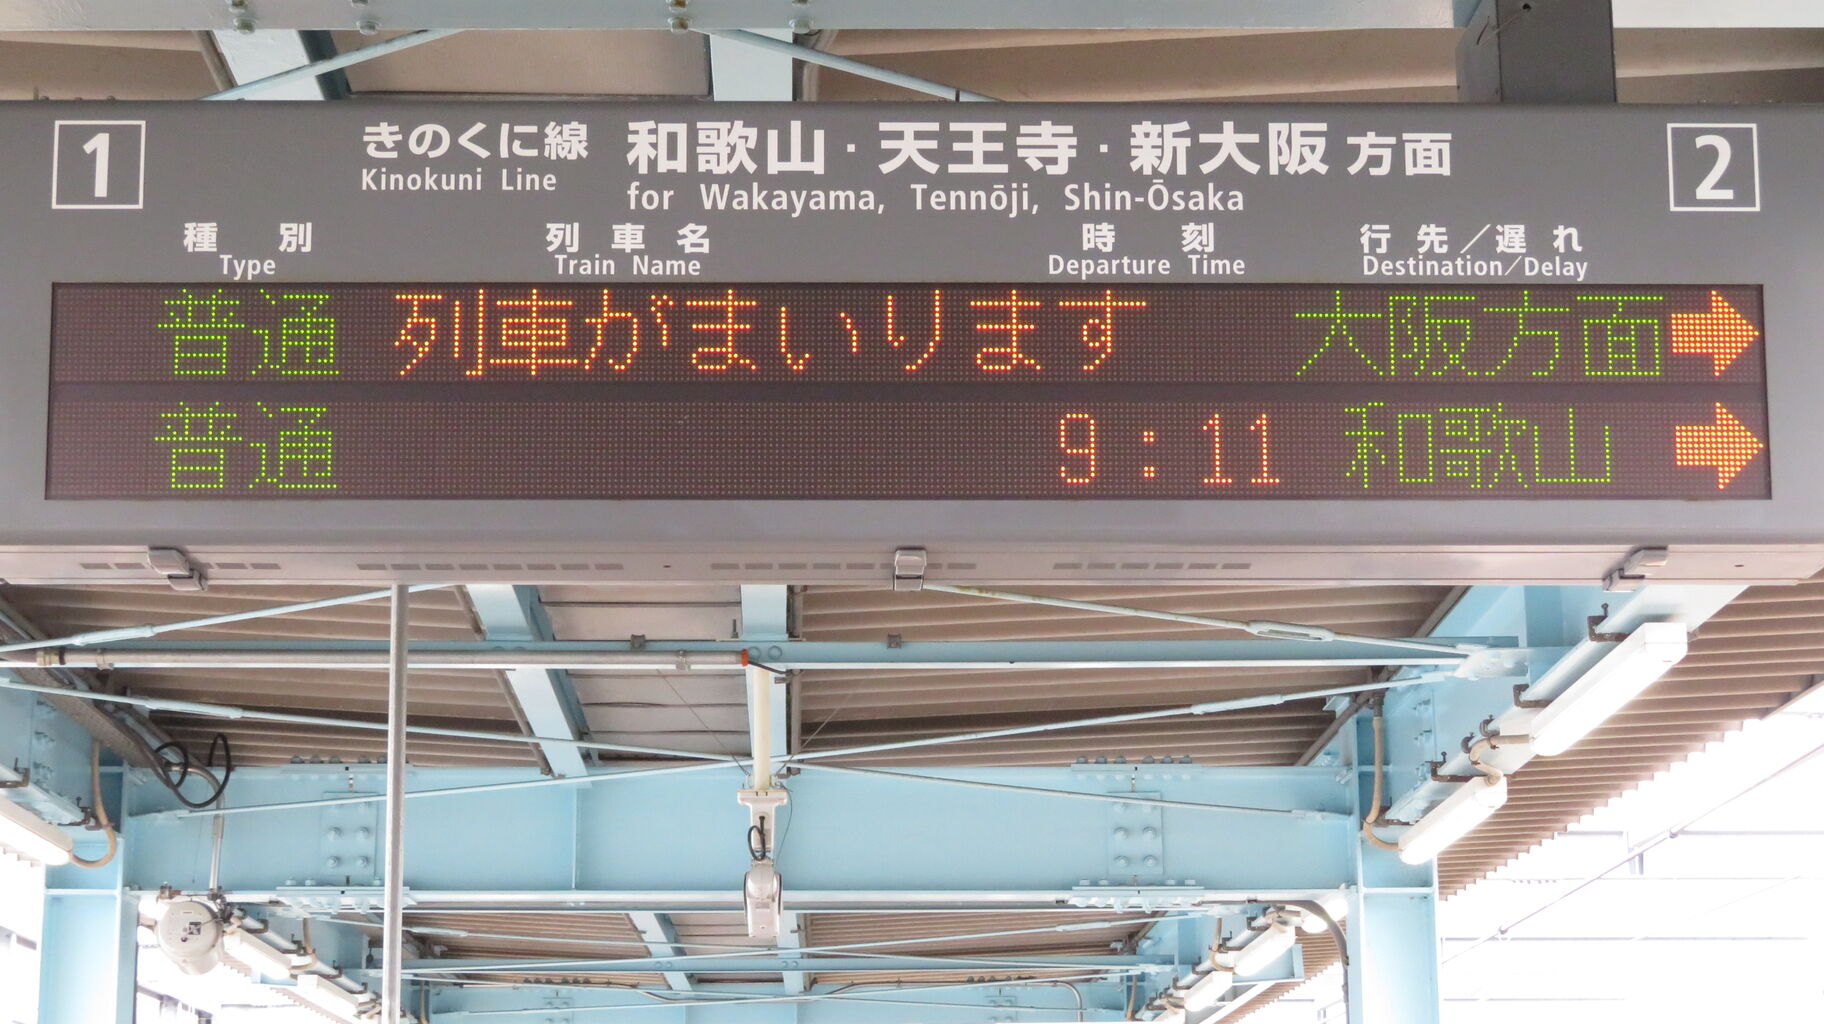 1 きのくに線 和歌山・天王寺・新大阪 方面 2
Kinokuni Line for Wakayama, Tennōji, Shin-Ōsaka
種別 列車名 時刻 行先／遅れ
Type Train Name Departure Time Destination／Delay
普通 列車がまいります 大阪方面 ➡
普通 9:11 和歌山 ➡